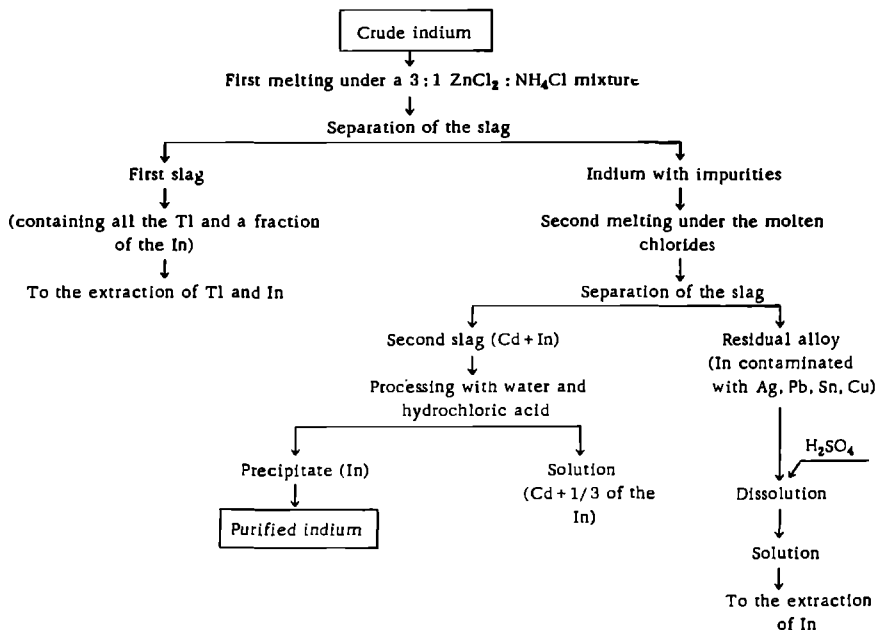 Crude indium
First melting under a 3:1 ZnCl₂ : NH₄Cl mixture
Separation of the slag
First slag
(containing all the Tl and a fraction
of the In)
To the extraction of Tl and In
Indium with impurities
Second melting under the molten
chlorides
Separation of the slag
Second slag (Cd + In)
Processing with water and
hydrochloric acid
Precipitate (In)
Purified indium
Solution
(Cd + 1/3 of the
In)
Residual alloy
(In contaminated
with Ag, Pb, Sn, Cu)
H₂SO₄
Dissolution
Solution
To the extraction
of In